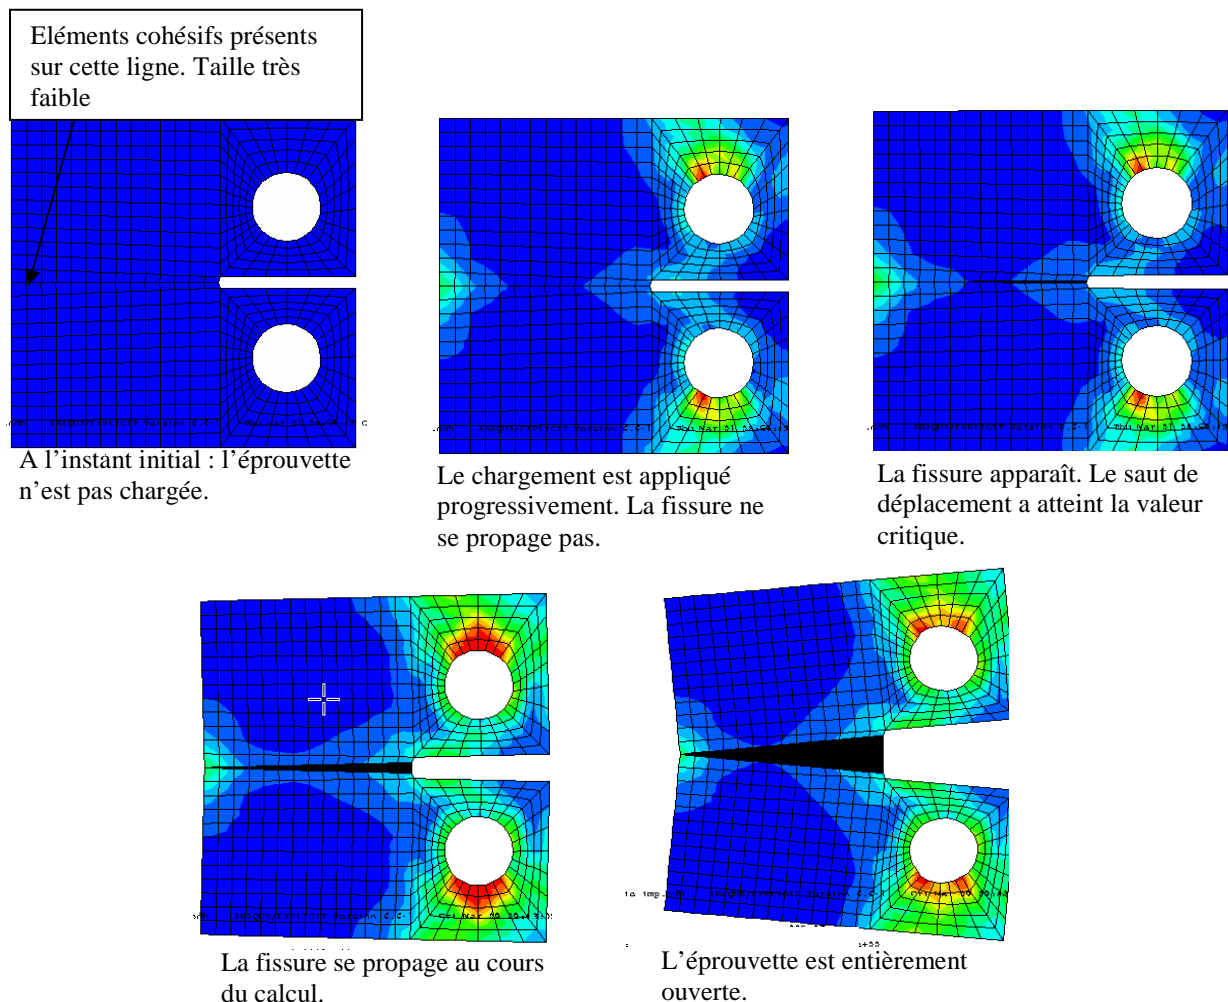 Eléments cohésifs présents
sur cette ligne. Taille très
faible
A l'instant initial : l'éprouvette
n'est pas chargée.
Le chargement est appliqué
progressivement. La fissure ne
se propage pas.
La fissure apparaît. Le saut de
déplacement a atteint la valeur
critique.
La fissure se propage au cours
du calcul.
L'éprouvette est entièrement
ouverte.